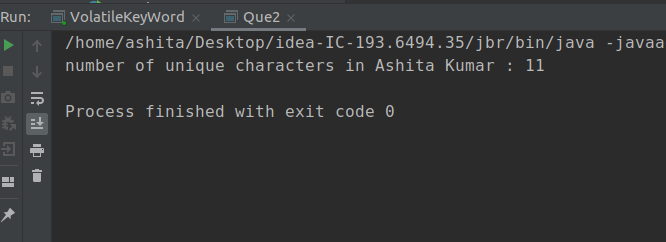 Run: VolatileKeyWord × Que2 ×
/home/ashita/Desktop/idea-IC-193.6494.35/jbr/bin/java -javaa
number of unique characters in Ashita Kumar : 11
Process finished with exit code 0